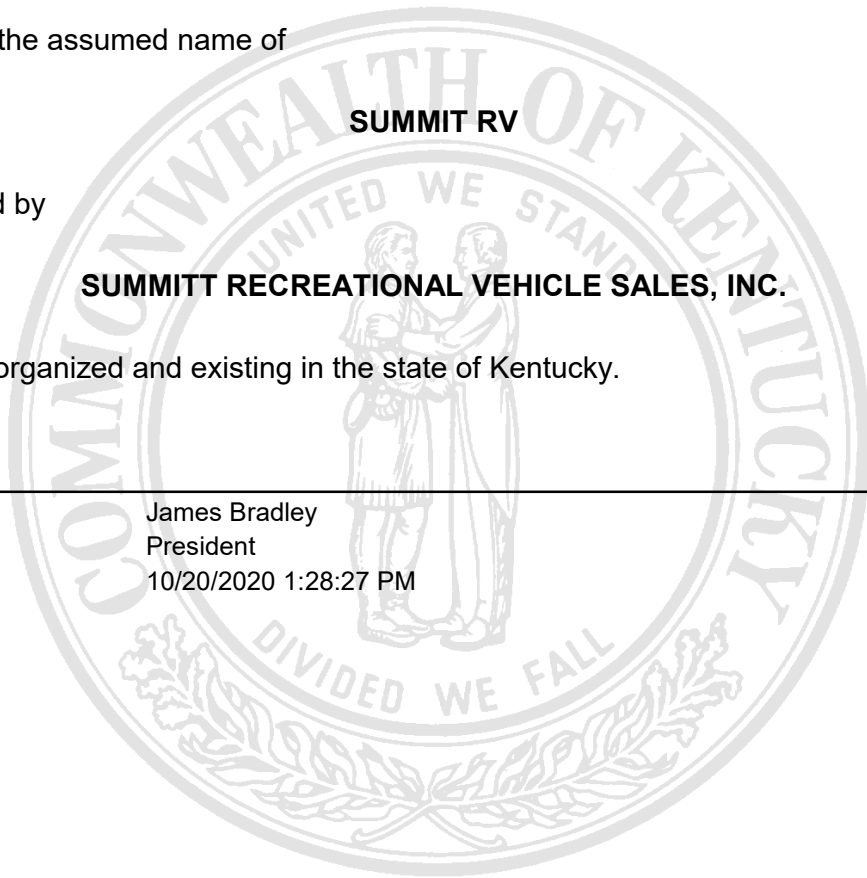 the assumed name of
SUMMIT RV
d by
SUMMITT RECREATIONAL VEHICLE SALES, INC.
organized and existing in the state of Kentucky.
James Bradley
President
10/20/2020 1:28:27 PM
COMMONWEALTH OF KENTUCKY
UNITED WE STAND
DIVIDED WE FALL